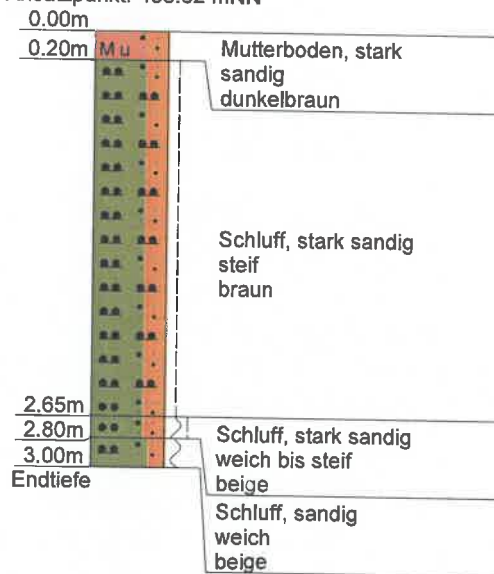 0.00m
0.20m
Mu
Mutterboden, stark
sandig
dunkelbraun
Schluff, stark sandig
steif
braun
2.65m
2.80m
3.00m
Endtiefe
Schluff, stark sandig
weich bis steif
beige
Schluff, sandig
weich
beige